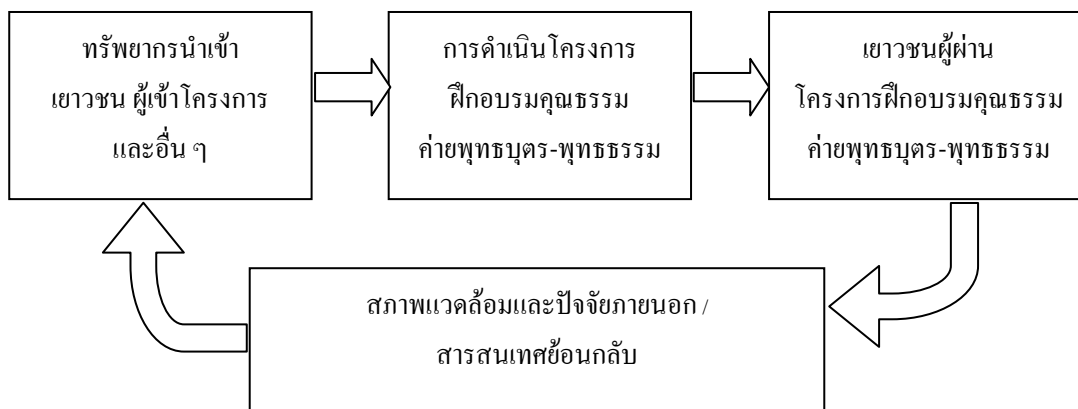 ทรัพยากรนำเข้า
เยาวชน ผู้เข้าโครงการ
และอื่น ๆ
การดำเนินโครงการ
ฝึกอบรมคุณธรรม
ค่ายพุทธบุตร-พุทธธรรม
เยาวชนผู้ผ่าน
โครงการฝึกอบรมคุณธรรม
ค่ายพุทธบุตร-พุทธธรรม
สภาพแวดล้อมและปัจจัยภายนอก /
สารสนเทศย้อนกลับ